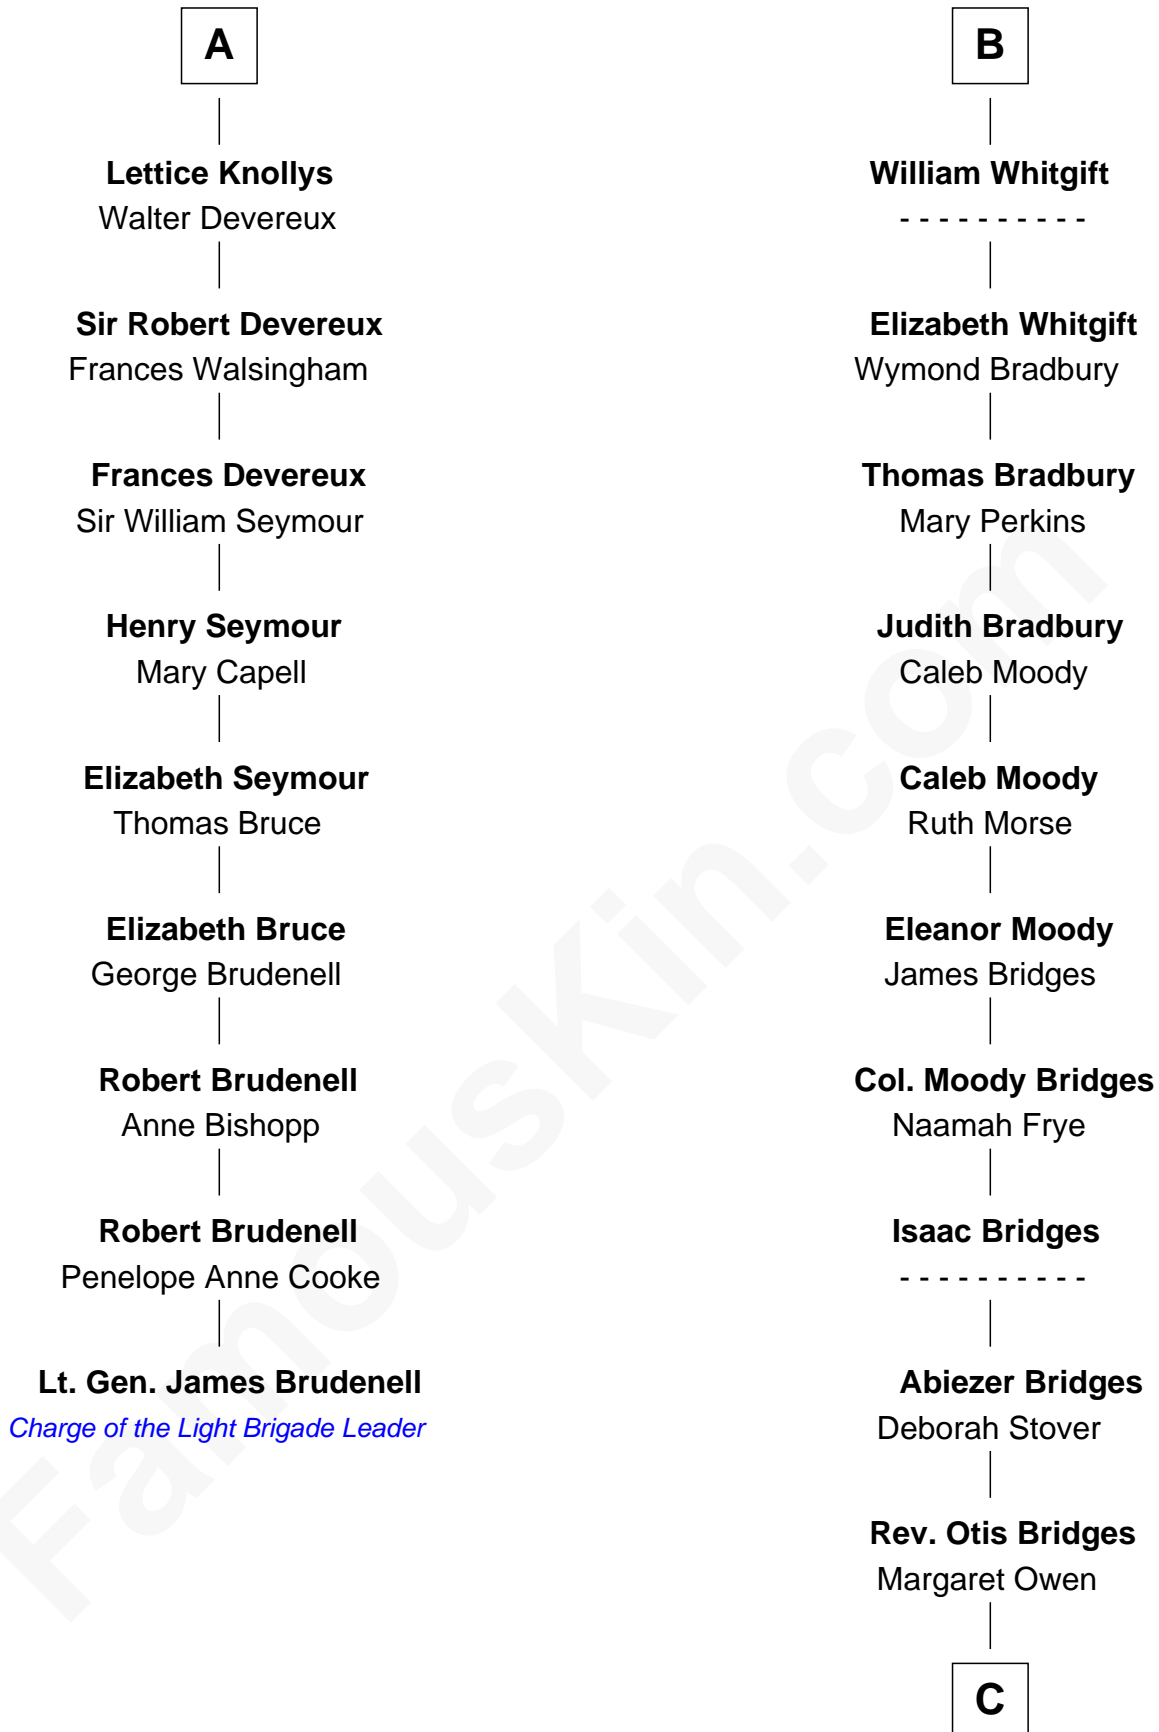 A
Lettice Knollys
Walter Devereux
Sir Robert Devereux
Frances Walsingham
Frances Devereux
Sir William Seymour
Henry Seymour
Mary Capell
Elizabeth Seymour
Thomas Bruce
Elizabeth Bruce
George Brudenell
Robert Brudenell
Anne Bishopp
Robert Brudenell
Penelope Anne Cooke
Lt. Gen. James Brudenell
Charge of the Light Brigade Leader
B
William Whitgift
- - - - - - - - - -
Elizabeth Whitgift
Wymond Bradbury
Thomas Bradbury
Mary Perkins
Judith Bradbury
Caleb Moody
Caleb Moody
Ruth Morse
Eleanor Moody
James Bridges
Col. Moody Bridges
Naamah Frye
Isaac Bridges
- - - - - - - - - -
Abiezer Bridges
Deborah Stover
Rev. Otis Bridges
Margaret Owen
C
FamousKin.com